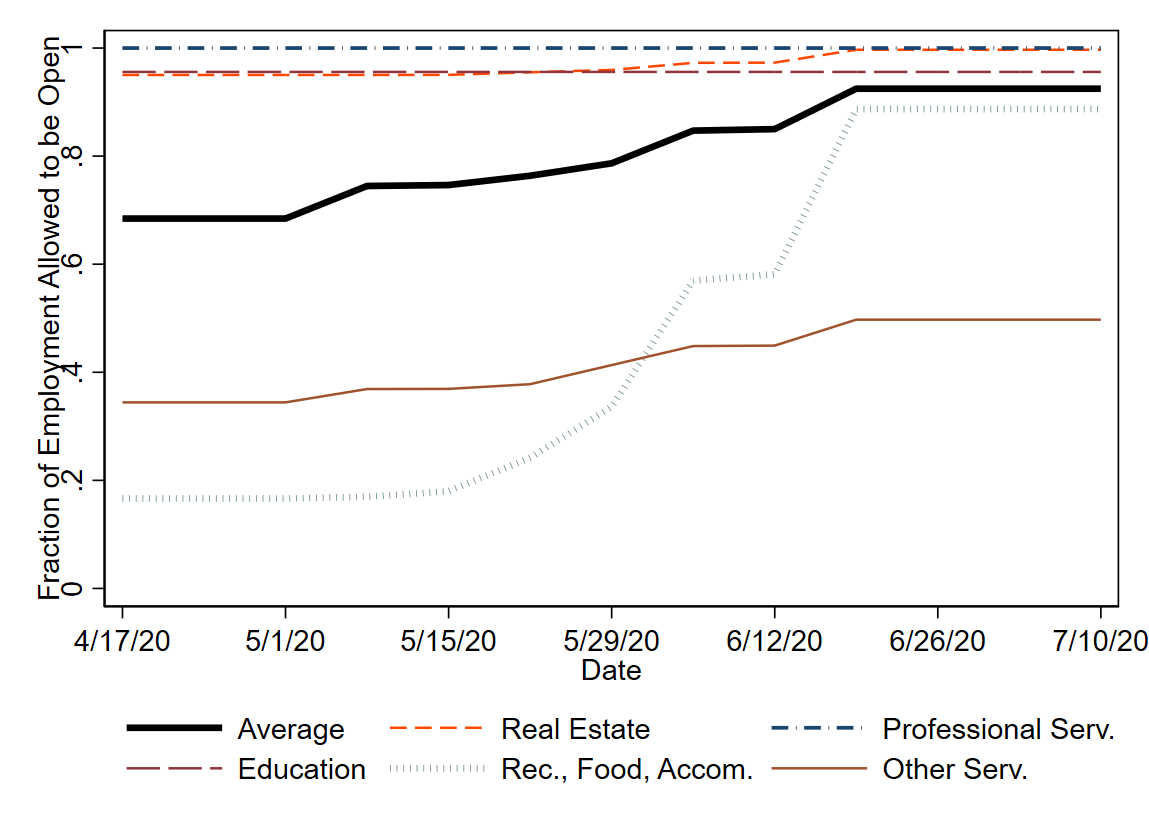 Fraction of Employment Allowed to be Open
1
.8
.6
.4
.2
0
4/17/20 5/1/20 5/15/20 5/29/20 6/12/20 6/26/20 7/10/20
Date
Average Real Estate Professional Serv.
Education Rec., Food, Accom. Other Serv.